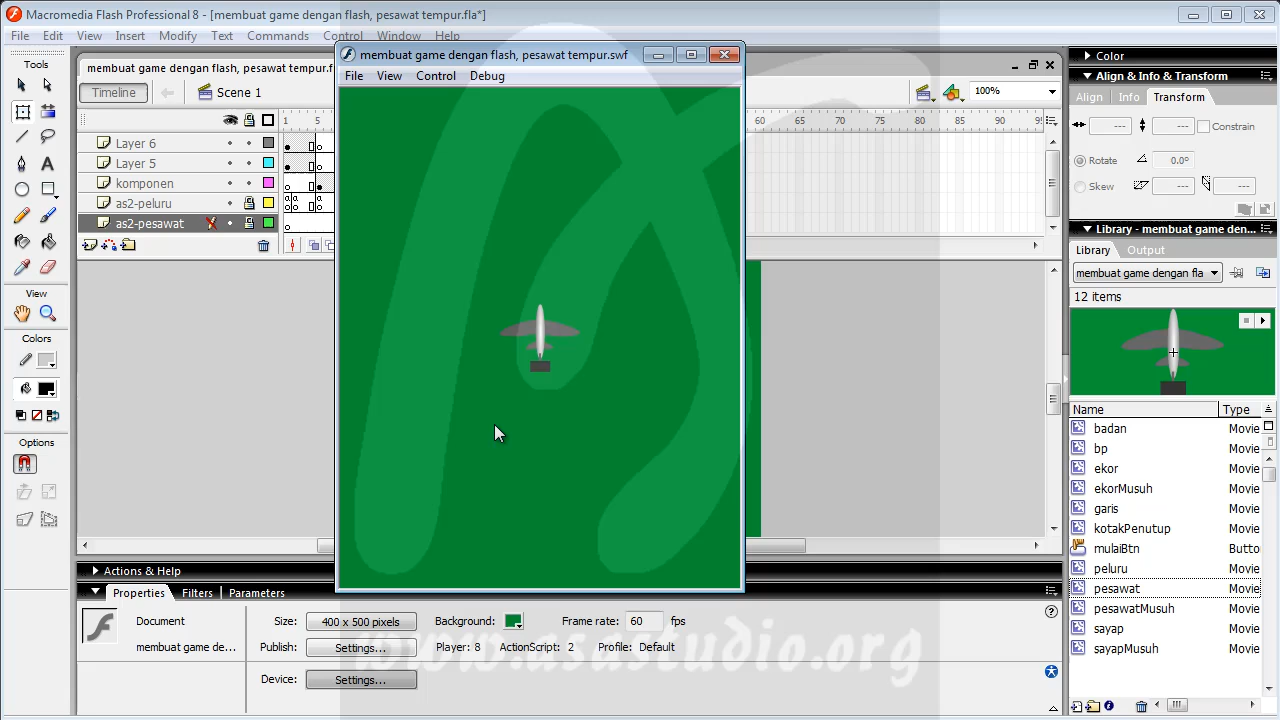 Macromedia Flash Professional 8 - [membuat game dengan flash, pesawat tempur.fla*]
File Edit View Insert Modify Text Commands Control Window Help
Tools
View
Colors
Options
membuat game dengan flash, pesawat tempur.f
Timeline
Scene 1
100%
1 5 60 65 70 75 80 85 90 95
Layer 6
Layer 5
komponen
as2-peluru
as2-pesawat
membuat game dengan flash, pesawat tempur.swf
File View Control Debug
Actions & Help
Properties Filters Parameters
Document
membuat game de...
Size: 400 x 500 pixels Background: Frame rate: 60 fps
Publish: Settings... Player: 8 ActionScript: 2 Profile: Default
Device: Settings...
www.asastudio.org
Color
Align & Info & Transform
Align Info Transform
--- --- Constrain
Rotate 0.0°
Skew --- ---
Library - membuat game den...
Library Output
membuat game dengan fla
12 items
Name Type
badan Movie
bp Movie
ekor Movie
ekorMusuh Movie
garis Movie
kotakPenutup Movie
mulaiBtn Butto
peluru Movie
pesawat Movie
pesawatMusuh Movie
sayap Movie
sayapMusuh Movie